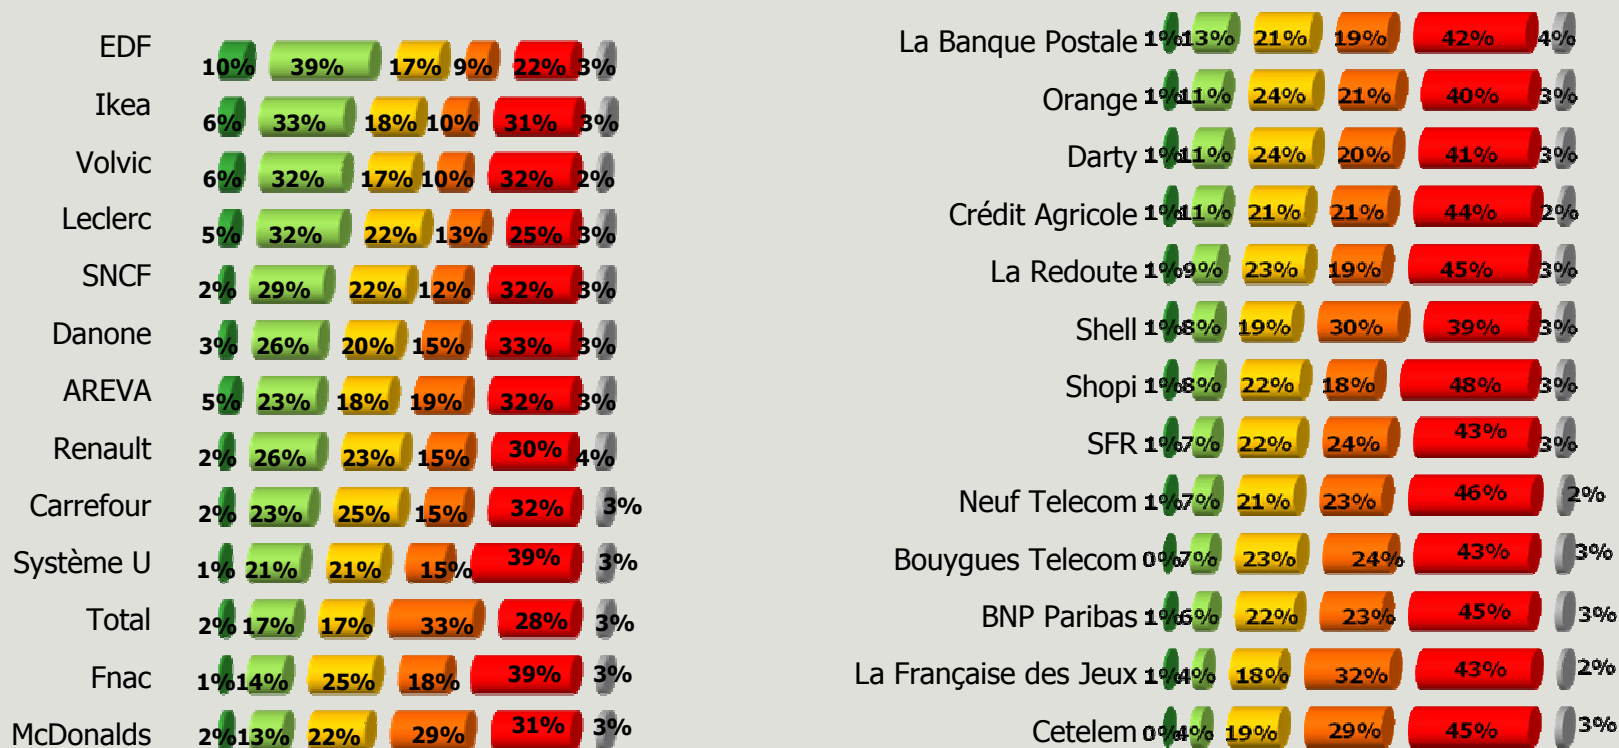 EDF 10% 39% 17% 9% 22% 3%
Ikea 6% 33% 18% 10% 31% 3%
Volvic 6% 32% 17% 10% 32% 2%
Leclerc 5% 32% 22% 13% 25% 3%
SNCF 2% 29% 22% 12% 32% 3%
Danone 3% 26% 20% 15% 33% 3%
AREVA 5% 23% 18% 19% 32% 3%
Renault 2% 26% 23% 15% 30% 4%
Carrefour 2% 23% 25% 15% 32% 3%
Système U 1% 21% 21% 15% 39% 3%
Total 2% 17% 17% 33% 28% 3%
Fnac 1% 14% 25% 18% 39% 3%
McDonalds 2% 13% 22% 29% 31% 3%
La Banque Postale 1% 13% 21% 19% 42% 4%
Orange 1% 11% 24% 21% 40% 3%
Darty 1% 11% 24% 20% 41% 3%
Crédit Agricole 1% 11% 21% 21% 44% 2%
La Redoute 1% 9% 23% 19% 45% 3%
Shell 1% 8% 19% 30% 39% 3%
Shopi 1% 8% 22% 18% 48% 3%
SFR 1% 7% 22% 24% 43% 3%
Neuf Telecom 1% 7% 21% 23% 46% 2%
Bouygues Telecom 0% 7% 23% 24% 43% 3%
BNP Paribas 1% 6% 22% 23% 45% 3%
La Française des Jeux 1% 4% 18% 32% 43% 2%
Cetelem 0% 4% 19% 29% 45% 3%